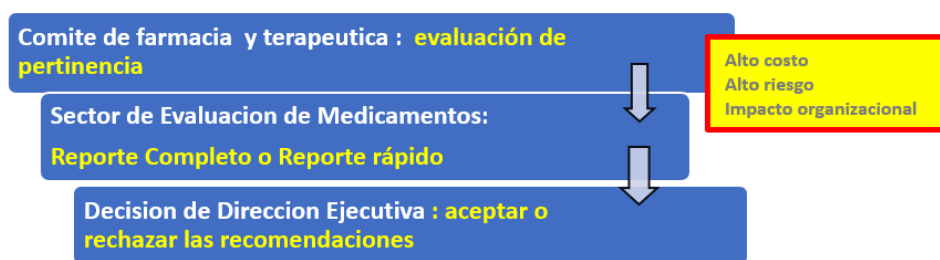 Comite de farmacia y terapeutica : evaluación de
pertinencia
Alto costo
Alto riesgo
Impacto organizacional
Sector de Evaluacion de Medicamentos:
Reporte Completo o Reporte rápido
Decision de Direccion Ejecutiva : aceptar o
rechazar las recomendaciones